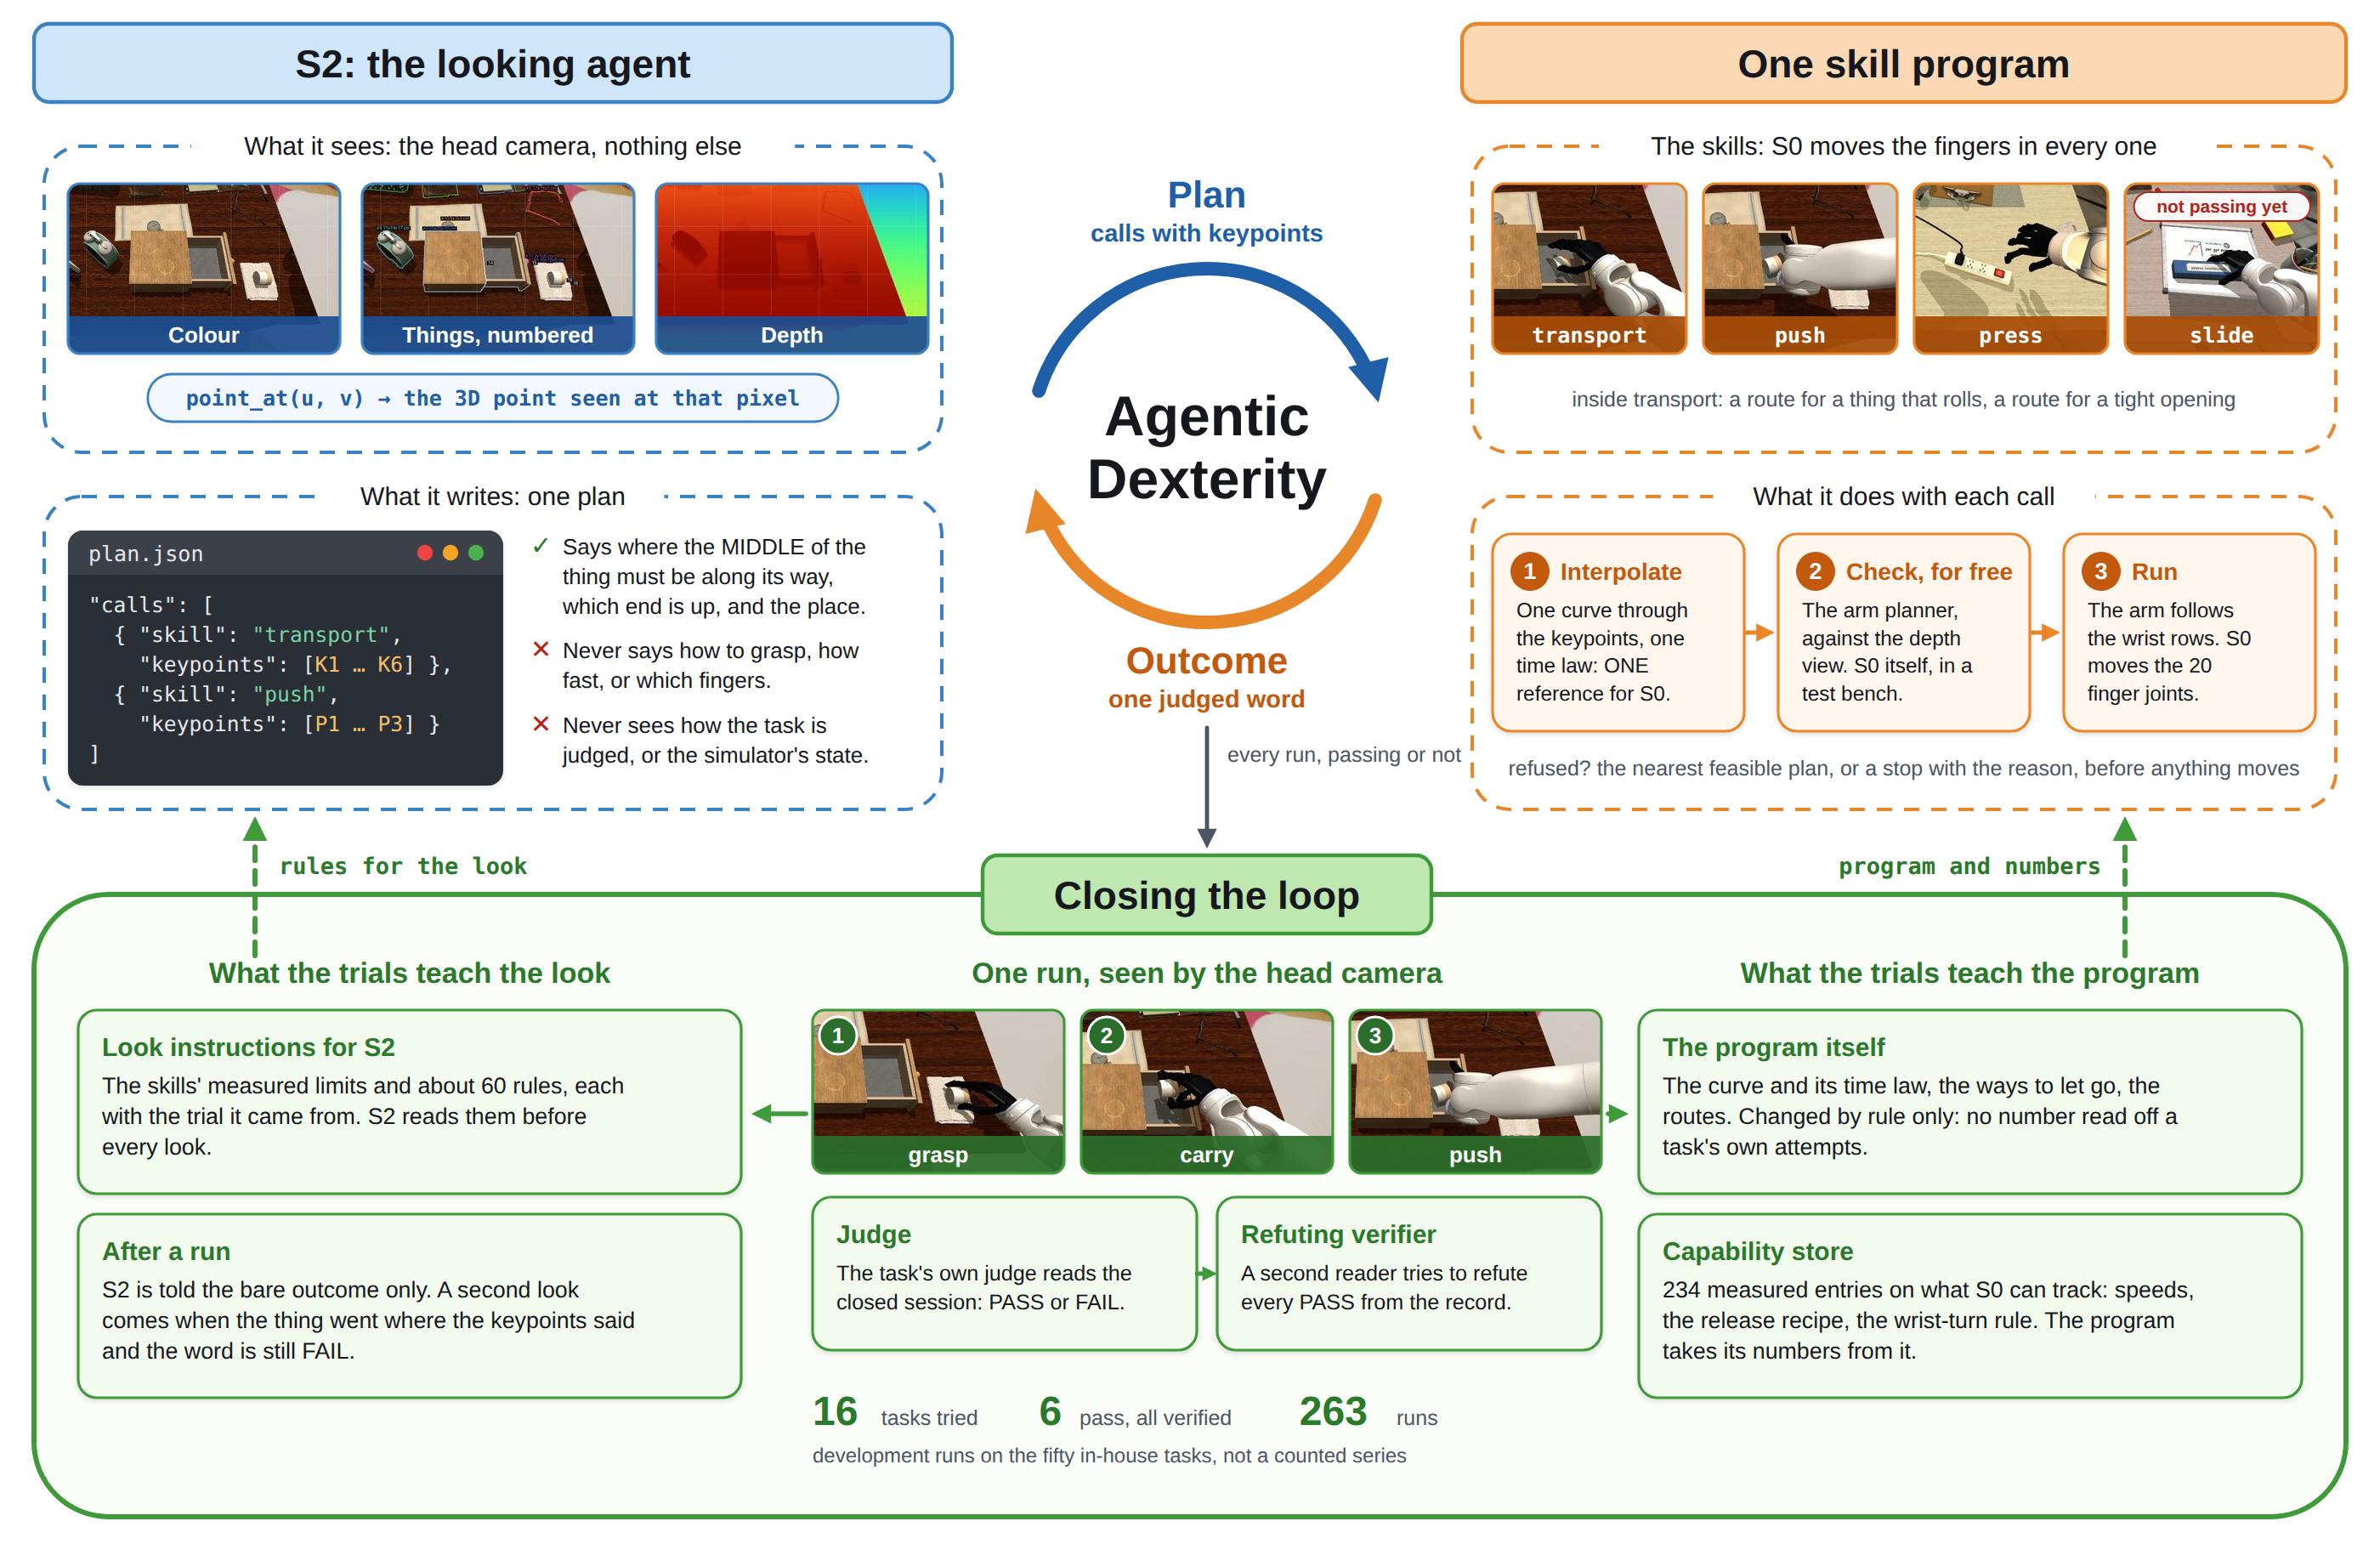 S2: the looking agent
What it sees: the head camera, nothing else
Colour
Things, numbered
Depth
point_at(u, v) → the 3D point seen at that pixel
What it writes: one plan
plan.json
"calls": [
{ "skill": "transport",
"keypoints": [K1 … K6] },
{ "skill": "push",
"keypoints": [P1 … P3] }
]
✓ Says where the MIDDLE of the
thing must be along its way,
which end is up, and the place.
✕ Never says how to grasp, how
fast, or which fingers.
✕ Never sees how the task is
judged, or the simulator's state.
Plan
calls with keypoints
Agentic
Dexterity
Outcome
one judged word
every run, passing or not
One skill program
The skills: S0 moves the fingers in every one
transport
push
press
not passing yet
slide
inside transport: a route for a thing that rolls, a route for a tight opening
What it does with each call
1 Interpolate
One curve through
the keypoints, one
time law: ONE
reference for S0.
2 Check, for free
The arm planner,
against the depth
view. S0 itself, in a
test bench.
3 Run
The arm follows
the wrist rows. S0
moves the 20
finger joints.
refused? the nearest feasible plan, or a stop with the reason, before anything moves
rules for the look
program and numbers
Closing the loop
What the trials teach the look
Look instructions for S2
The skills' measured limits and about 60 rules, each
with the trial it came from. S2 reads them before
every look.
After a run
S2 is told the bare outcome only. A second look
comes when the thing went where the keypoints said
and the word is still FAIL.
One run, seen by the head camera
1
grasp
2
carry
3
push
Judge
The task's own judge reads the
closed session: PASS or FAIL.
Refuting verifier
A second reader tries to refute
every PASS from the record.
16 tasks tried
6 pass, all verified
263 runs
development runs on the fifty in-house tasks, not a counted series
What the trials teach the program
The program itself
The curve and its time law, the ways to let go, the
routes. Changed by rule only: no number read off a
task's own attempts.
Capability store
234 measured entries on what S0 can track: speeds,
the release recipe, the wrist-turn rule. The program
takes its numbers from it.